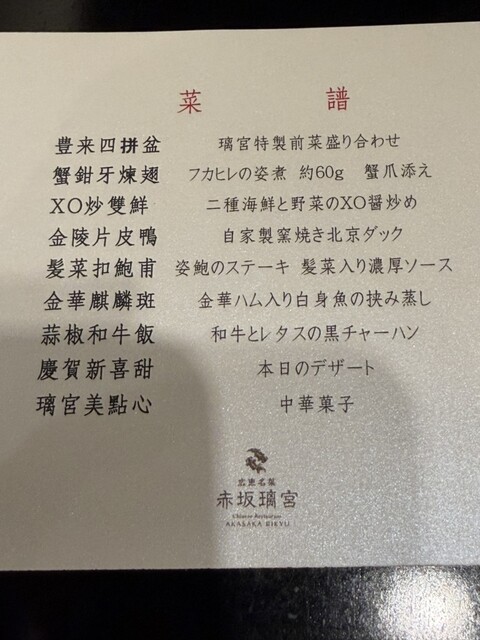 菜譜
豊来四拼盆 璃宮特製前菜盛り合わせ
蟹鉗牙煉翅 フカヒレの姿煮 約60g 蟹爪添え
XO炒雙鮮 二種海鮮と野菜のXO醤炒め
金陵片皮鴨 自家製窯焼き北京ダック
髪菜扣鮑甫 姿鮑のステーキ 髪菜入り濃厚ソース
金華麒麟斑 金華ハム入り白身魚の挟み蒸し
蒜椒和牛飯 和牛とレタスの黒チャーハン
慶賀新喜甜 本日のデザート
璃宮美點心 中華菓子
広東名菜
赤坂璃宮
Chinese Restaurant
AKASAKA RIKYU